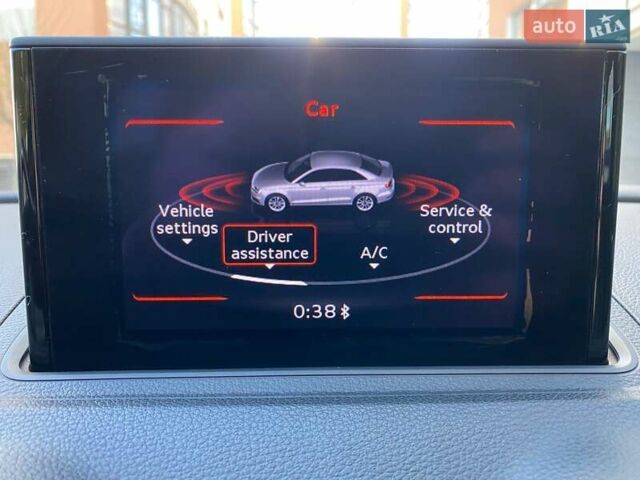 auto RIA
Car
Vehicle
settings
Driver
assistance
A/C
Service &
control
0:38